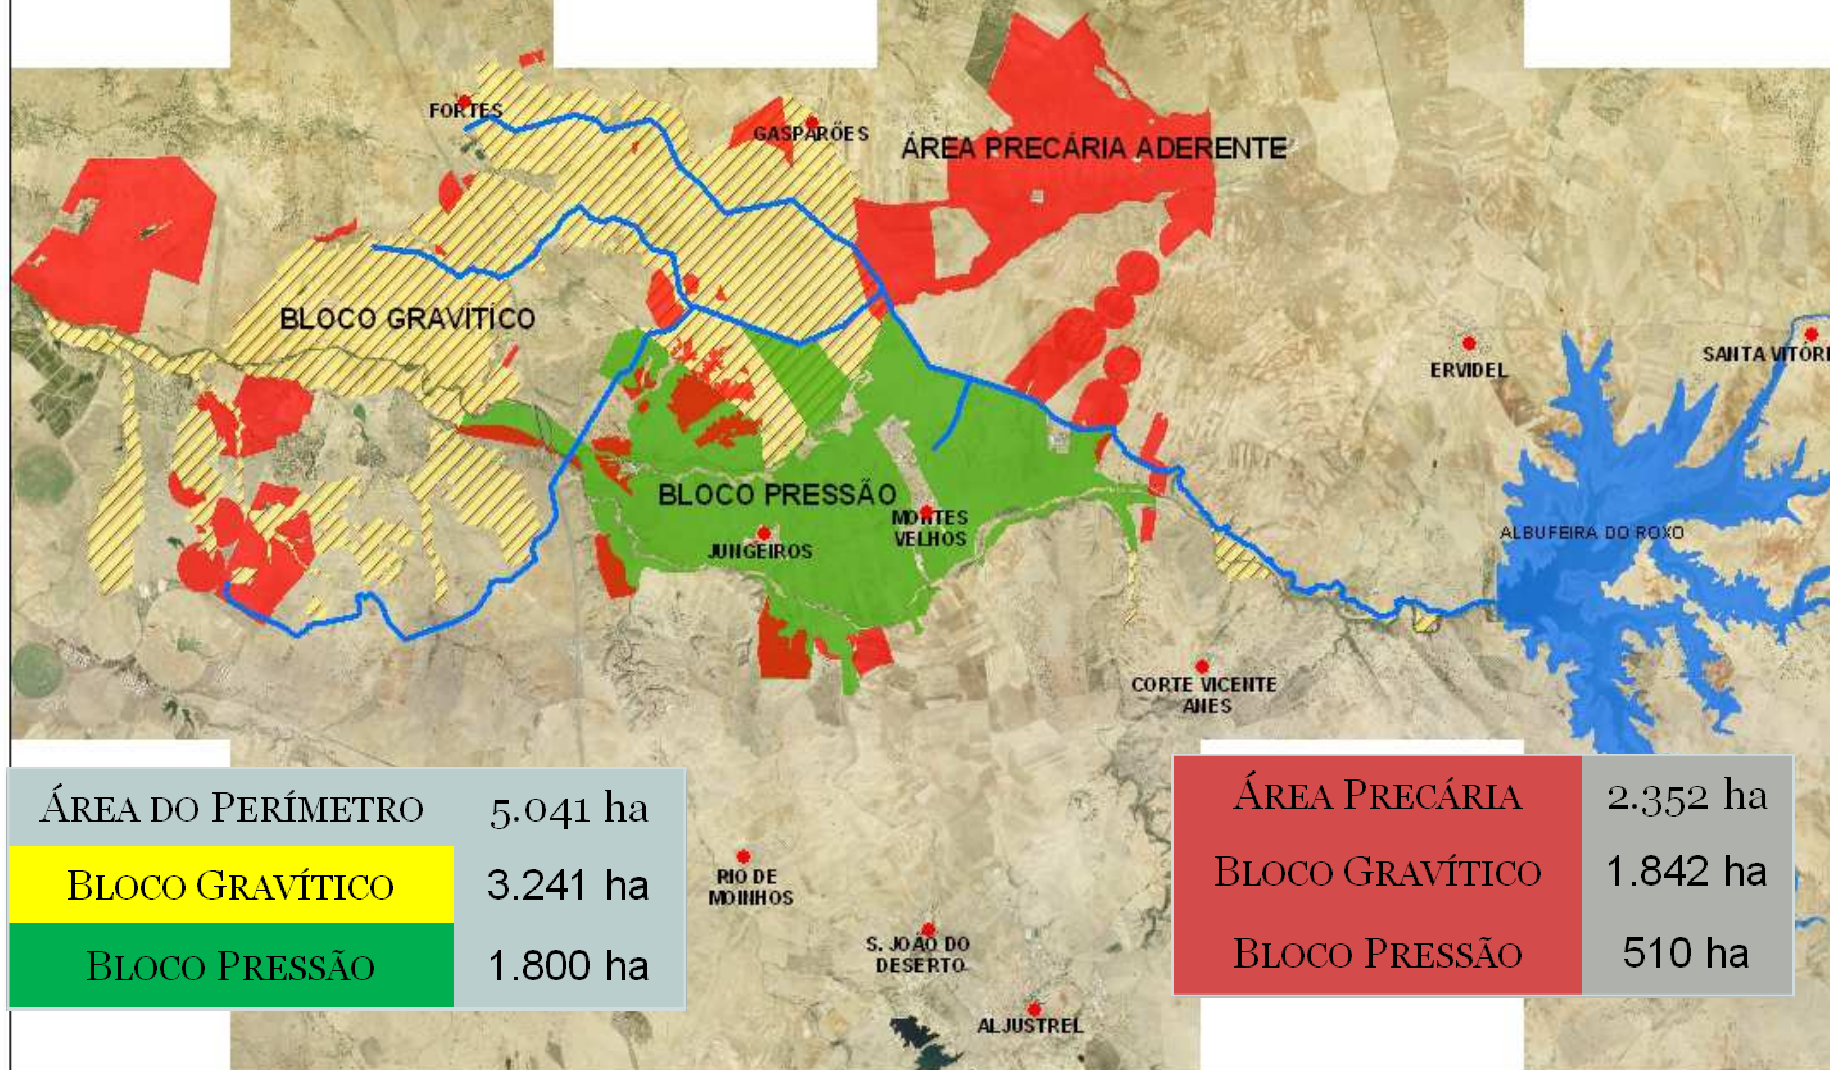 FORTES
GASPARÕES
ÁREA PRECÁRIA ADERENTE
BLOCO GRAVÍTÍCO
ERVIDEL
SANTA VITÓRI
BLOCO PRESSÃO
MONTES
VELHOS
JUNGEIROS
ALBUFEIRA DO ROXO
CORTE VICENTE
ANES
ÁREA DO PERÍMETRO 5.041 ha
BLOCO GRAVÍTICO 3.241 ha
BLOCO PRESSÃO 1.800 ha
ÁREA PRECÁRIA 2.352 ha
BLOCO GRAVÍTICO 1.842 ha
BLOCO PRESSÃO 510 ha
RIO DE
MOINHOS
S. JOÃO DO
DESERTO
ALJUSTREL